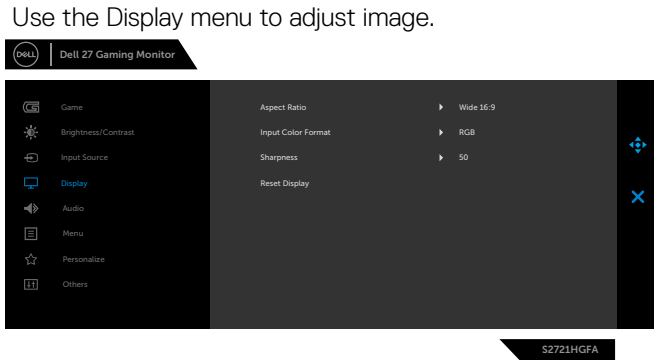 Use the Display menu to adjust image.
DELL Dell 27 Gaming Monitor
Game
Aspect Ratio Wide 16:9
Brightness/Contrast
Input Color Format RGB
Input Source
Sharpness 50
Display
Reset Display
Audio
Menu
Personalize
Others
S2721HGFA